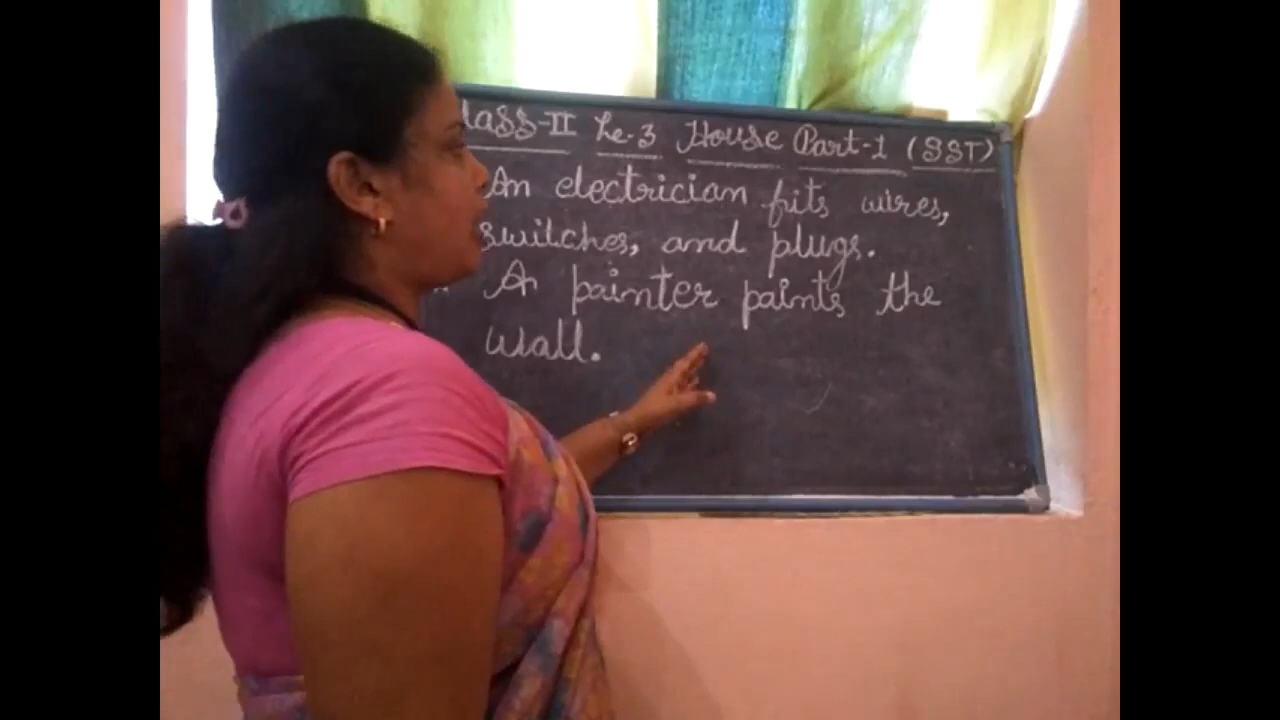 lass-II Le-3 House Part-1 (SST)
An electrician fits wires,
switches, and plugs.
A painter paints the
wall.